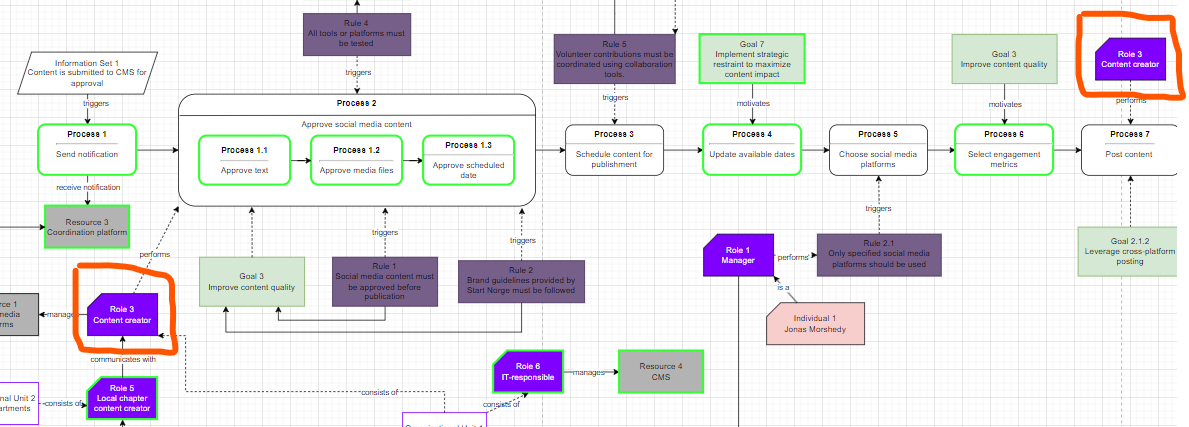 Rule 4
All tools or platforms must
be tested
Information Set 1
Content is submitted to CMS for
approval
triggers
triggers
Rule 5
Volunteer contributions must be
coordinated using collaboration
tools.
triggers
Goal 7
Implement strategic
restraint to maximize
content impact
motivates
Goal 3
Improve content quality
motivates
Role 3
Content creator
performs
Process 1
Send notification
receive notification
Process 2
Approve social media content
Process 1.1
Approve text
Process 1.2
Approve media files
Process 1.3
Approve scheduled
date
Process 3
Schedule content for
publishment
Process 4
Update available dates
Process 5
Choose social media
platforms
Process 6
Select engagement
metrics
Process 7
Post content
Resource 3
Coordination platform
performs
triggers
triggers
triggers
Goal 3
Improve content quality
Rule 1
Social media content must
be approved before
publication
Rule 2
Brand guidelines provided by
Start Norge must be followed
Role 1
Manager
performs
Rule 2.1
Only specified social media
platforms should be used
Goal 2.1.2
Leverage cross-platform
posting
is a
Individual 1
Jonas Morshedy
rce 1
media
rms
manage
Role 3
Content creator
communicates with
Role 5
Local chapter
content creator
nal Unit 2
artments
consists of
consists of
consists of
Role 6
IT-responsible
manages
Resource 4
CMS